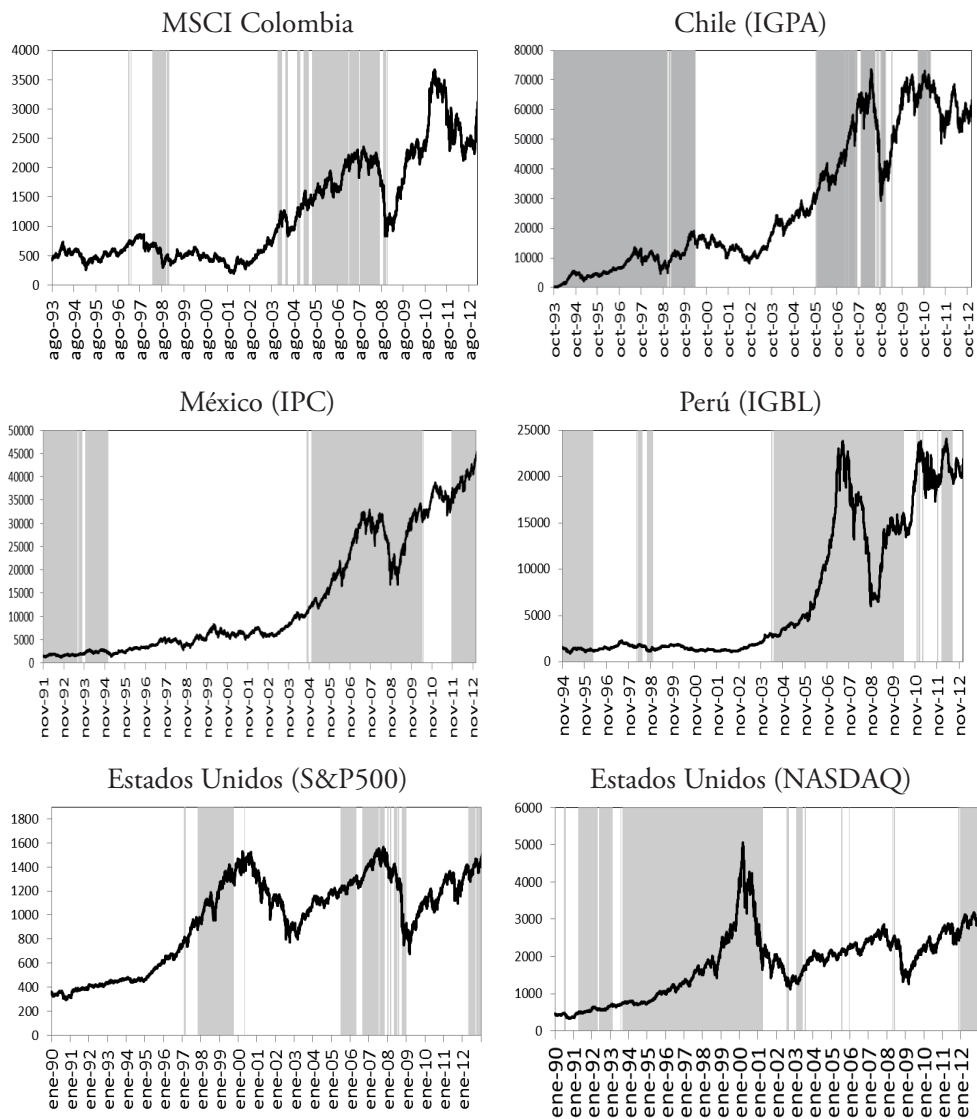 MSCI Colombia
4000
3500
3000
2500
2000
1500
1000
500
0
ago-93
ago-94
ago-95
ago-96
ago-97
ago-98
ago-99
ago-00
ago-01
ago-02
ago-03
ago-04
ago-05
ago-06
ago-07
ago-08
ago-09
ago-10
ago-11
ago-12
Chile (IGPA)
80000
70000
60000
50000
40000
30000
20000
10000
0
oct-93
oct-94
oct-95
oct-96
oct-97
oct-98
oct-99
oct-00
oct-01
oct-02
oct-03
oct-04
oct-05
oct-06
oct-07
oct-08
oct-09
oct-10
oct-11
oct-12
México (IPC)
50000
45000
40000
35000
30000
25000
20000
15000
10000
5000
0
nov-91
nov-92
nov-93
nov-94
nov-95
nov-96
nov-97
nov-98
nov-99
nov-00
nov-01
nov-02
nov-03
nov-04
nov-05
nov-06
nov-07
nov-08
nov-09
nov-10
nov-11
nov-12
Perú (IGBL)
25000
20000
15000
10000
5000
0
nov-94
nov-95
nov-96
nov-97
nov-98
nov-99
nov-00
nov-01
nov-02
nov-03
nov-04
nov-05
nov-06
nov-07
nov-08
nov-09
nov-10
nov-11
nov-12
Estados Unidos (S&P500)
1800
1600
1400
1200
1000
800
600
400
200
0
ene-90
ene-91
ene-92
ene-93
ene-94
ene-95
ene-96
ene-97
ene-98
ene-99
ene-00
ene-01
ene-02
ene-03
ene-04
ene-05
ene-06
ene-07
ene-08
ene-09
ene-10
ene-11
ene-12
Estados Unidos (NASDAQ)
6000
5000
4000
3000
2000
1000
0
ene-90
ene-91
ene-92
ene-93
ene-94
ene-95
ene-96
ene-97
ene-98
ene-99
ene-00
ene-01
ene-02
ene-03
ene-04
ene-05
ene-06
ene-07
ene-08
ene-09
ene-10
ene-11
ene-12